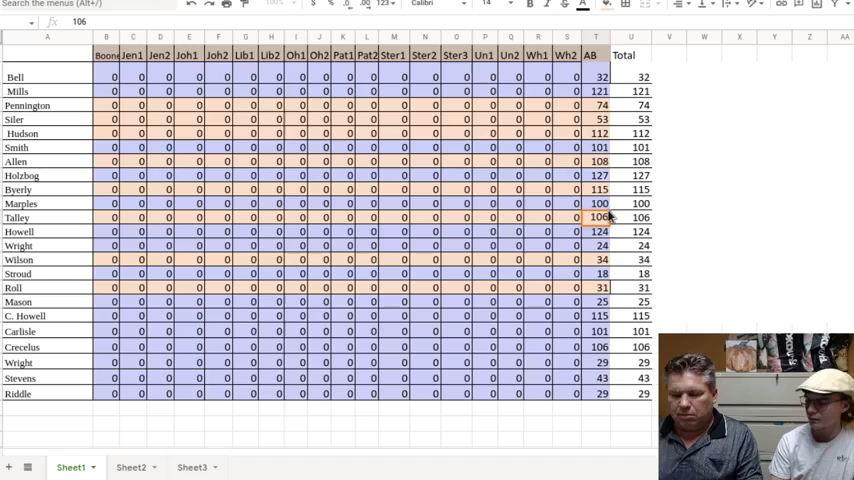 Search the menus (Alt+/)
100% $ % .0 .00 123 Calibri 14 B I S A
fx 106
A B C D E F G H I J K L M N O P Q R S T U V W X Y Z AA
Boone Jen1 Jen2 Joh1 Joh2 Lib1 Lib2 Oh1 Oh2 Pat1 Pat2 Ster1 Ster2 Ster3 Un1 Un2 Wh1 Wh2 AB Total
Bell 0 0 0 0 0 0 0 0 0 0 0 0 0 0 0 0 0 0 32 32
Mills 0 0 0 0 0 0 0 0 0 0 0 0 0 0 0 0 0 0 121 121
Pennington 0 0 0 0 0 0 0 0 0 0 0 0 0 0 0 0 0 0 74 74
Siler 0 0 0 0 0 0 0 0 0 0 0 0 0 0 0 0 0 0 53 53
Hudson 0 0 0 0 0 0 0 0 0 0 0 0 0 0 0 0 0 0 112 112
Smith 0 0 0 0 0 0 0 0 0 0 0 0 0 0 0 0 0 0 101 101
Allen 0 0 0 0 0 0 0 0 0 0 0 0 0 0 0 0 0 0 108 108
Holzbog 0 0 0 0 0 0 0 0 0 0 0 0 0 0 0 0 0 0 127 127
Byerly 0 0 0 0 0 0 0 0 0 0 0 0 0 0 0 0 0 0 115 115
Marples 0 0 0 0 0 0 0 0 0 0 0 0 0 0 0 0 0 0 100 100
Talley 0 0 0 0 0 0 0 0 0 0 0 0 0 0 0 0 0 0 106 106
Howell 0 0 0 0 0 0 0 0 0 0 0 0 0 0 0 0 0 0 124 124
Wright 0 0 0 0 0 0 0 0 0 0 0 0 0 0 0 0 0 0 24 24
Wilson 0 0 0 0 0 0 0 0 0 0 0 0 0 0 0 0 0 0 34 34
Stroud 0 0 0 0 0 0 0 0 0 0 0 0 0 0 0 0 0 0 18 18
Roll 0 0 0 0 0 0 0 0 0 0 0 0 0 0 0 0 0 0 31 31
Mason 0 0 0 0 0 0 0 0 0 0 0 0 0 0 0 0 0 0 25 25
C. Howell 0 0 0 0 0 0 0 0 0 0 0 0 0 0 0 0 0 0 115 115
Carlisle 0 0 0 0 0 0 0 0 0 0 0 0 0 0 0 0 0 0 101 101
Crecelus 0 0 0 0 0 0 0 0 0 0 0 0 0 0 0 0 0 0 106 106
Wright 0 0 0 0 0 0 0 0 0 0 0 0 0 0 0 0 0 0 29 29
Stevens 0 0 0 0 0 0 0 0 0 0 0 0 0 0 0 0 0 0 43 43
Riddle 0 0 0 0 0 0 0 0 0 0 0 0 0 0 0 0 0 0 29 29
Sheet1 Sheet2 Sheet3